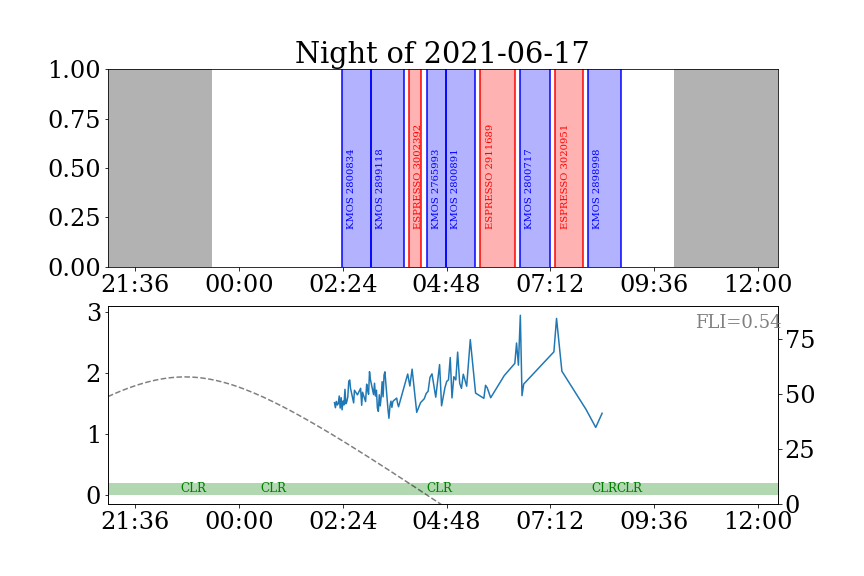 Night of 2021-06-17
1.00
0.75
0.50
0.25
0.00
KMOS 2800834
KMOS 2899118
ESPRESSO 3002392
KMOS 2765993
KMOS 2800891
ESPRESSO 2911689
KMOS 2800717
ESPRESSO 3020951
KMOS 2898998
21:36 00:00 02:24 04:48 07:12 09:36 12:00
FLI=0.54
3
2
1
0
75
50
25
0
CLR CLR CLR CLR CLR
21:36 00:00 02:24 04:48 07:12 09:36 12:00